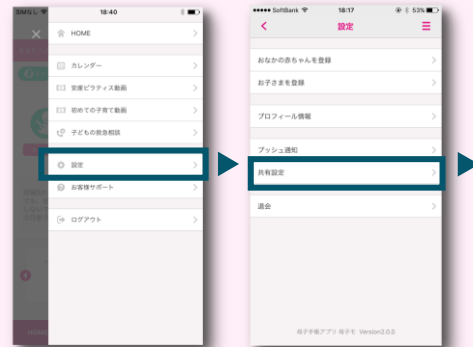 SIMなし 18:40
HOME
カレンダー
安産ピラティス動画
初めての子育て動画
子どもの救急相談
設定
お客様サポート
ログアウト
HOME
SoftBank 18:17 53%
設定
おなかの赤ちゃんを登録
お子さまを登録
プロフィール情報
プッシュ通知
共有設定
退会
母子手帳アプリ 母子モ Version2.0.0